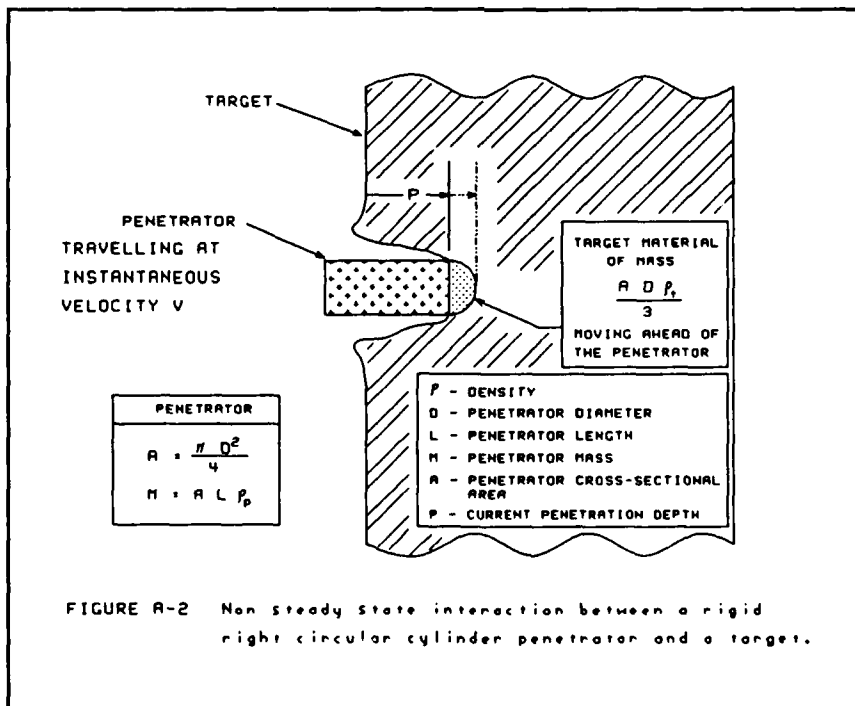 TARGET
P
PENETRATOR
TRAVELLING AT
INSTANTANEOUS
VELOCITY V
TARGET MATERIAL
OF MASS
A D ρₜ
3
MOVING AHEAD OF
THE PENETRATOR
PENETRATOR
A = π D²
4
M = A L ρₚ
ρ - DENSITY
D - PENETRATOR DIAMETER
L - PENETRATOR LENGTH
M - PENETRATOR MASS
A - PENETRATOR CROSS-SECTIONAL
AREA
P - CURRENT PENETRATION DEPTH
FIGURE A-2 Non steady state interaction between a rigid
right circular cylinder penetrator and a target.